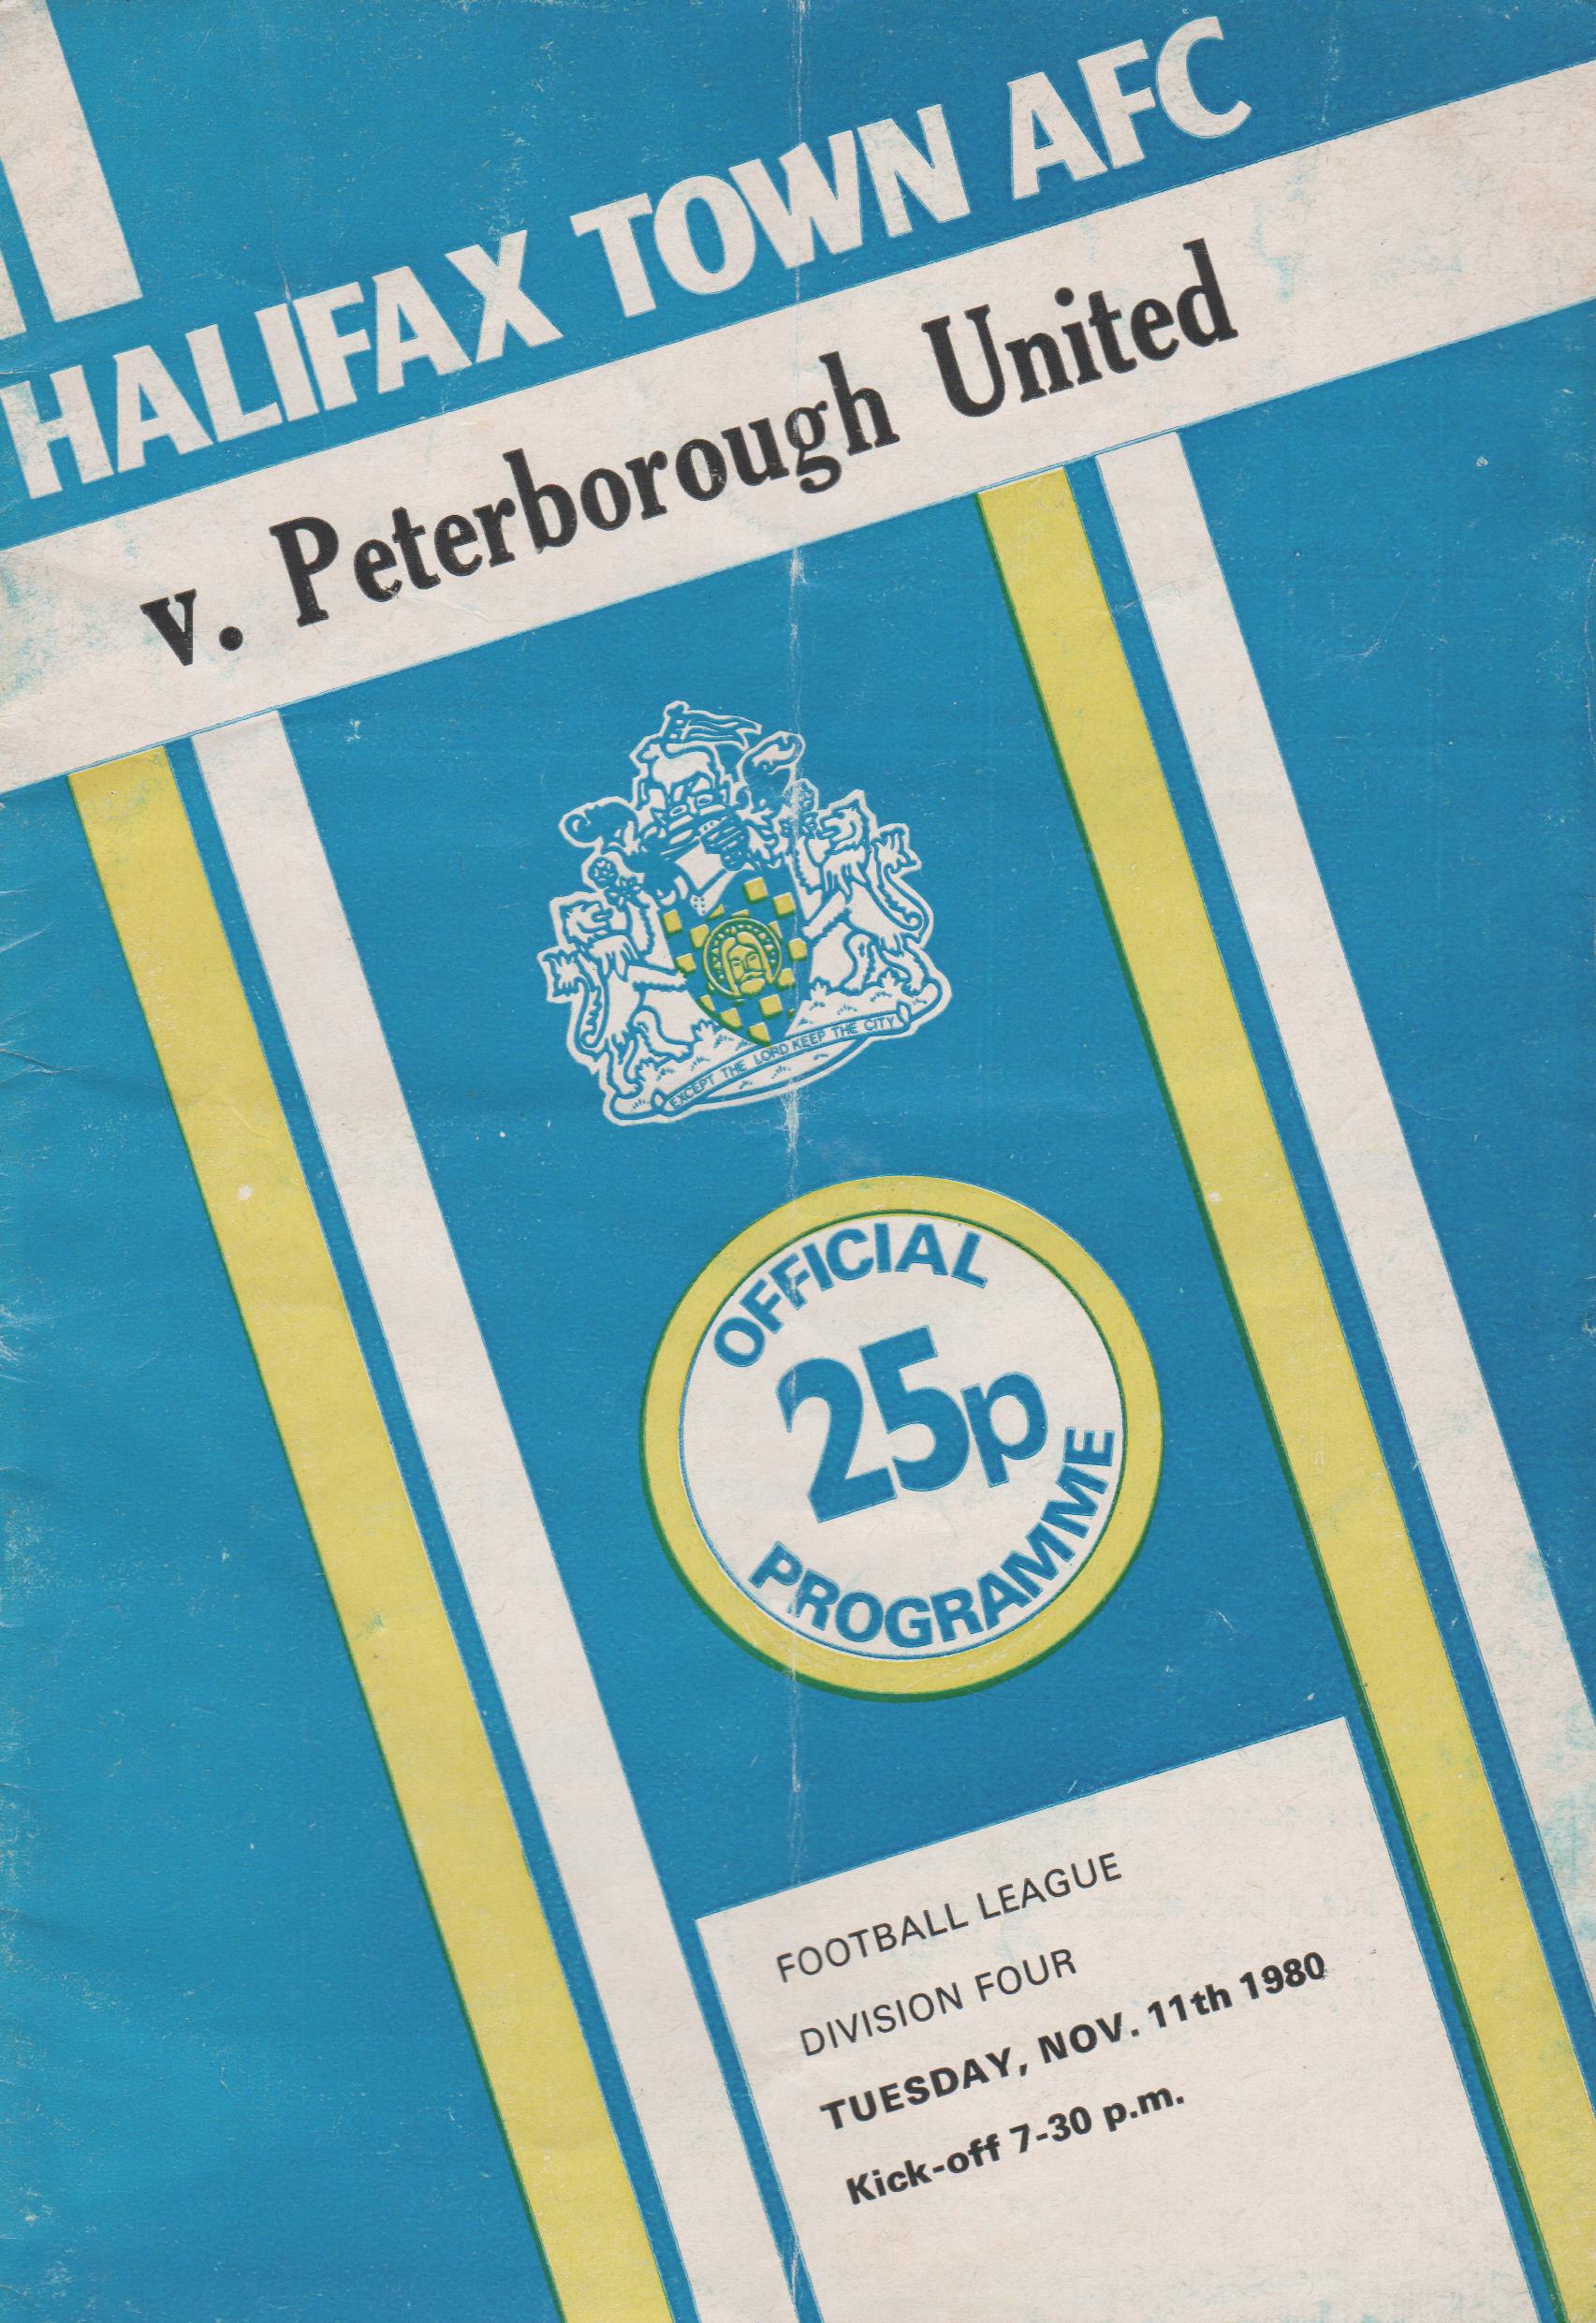 HALIFAX TOWN AFC
v. Peterborough United
EXCEPT THE LORD KEEP THE CITY
OFFICIAL
25p
PROGRAMME
FOOTBALL LEAGUE
DIVISION FOUR
TUESDAY, NOV. 11th 1980
Kick-off 7-30 p.m.